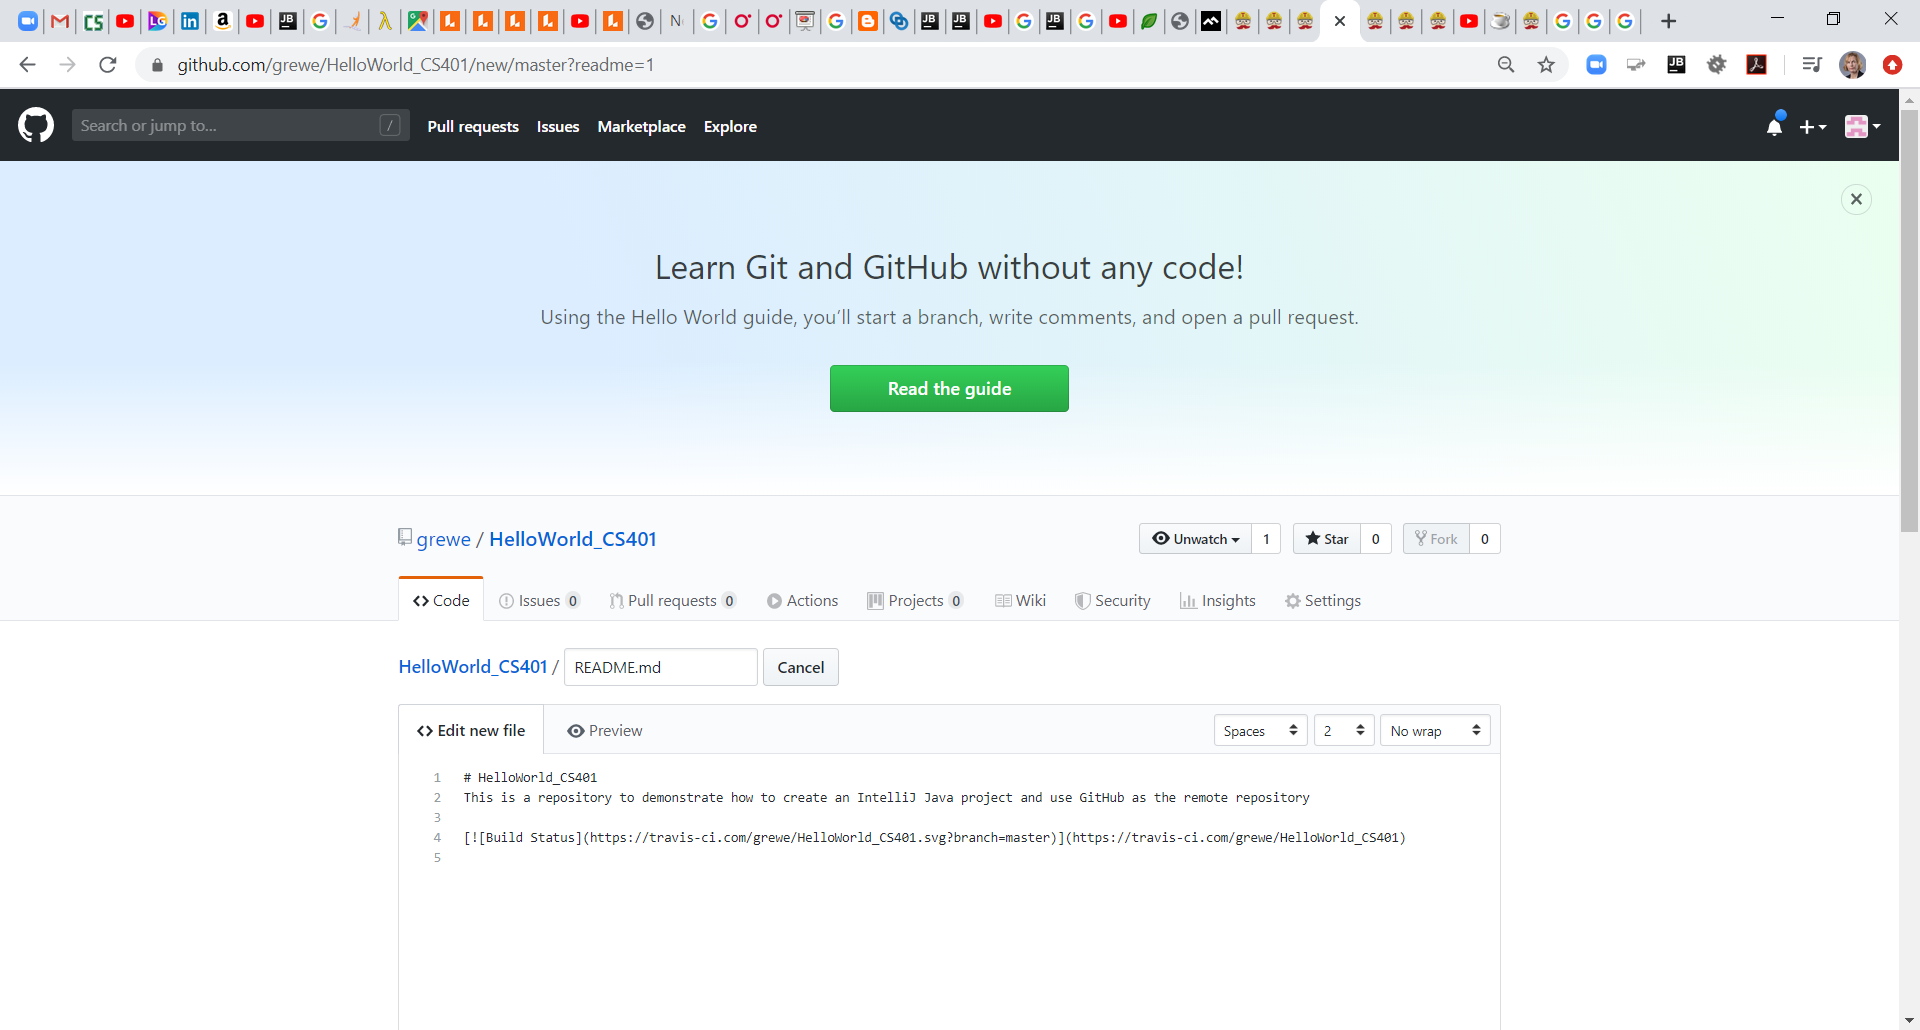 github.com/grewe/HelloWorld_CS401/new/master?readme=1
Search or jump to... /
Pull requests Issues Marketplace Explore
Learn Git and GitHub without any code!
Using the Hello World guide, you’ll start a branch, write comments, and open a pull request.
Read the guide
grewe / HelloWorld_CS401
Unwatch 1 Star 0 Fork 0
Code Issues 0 Pull requests 0 Actions Projects 0 Wiki Security Insights Settings
HelloWorld_CS401 / README.md Cancel
Edit new file Preview Spaces 2 No wrap
1 # HelloWorld_CS401
2 This is a repository to demonstrate how to create an IntelliJ Java project and use GitHub as the remote repository
3
4 [![Build Status](https://travis-ci.com/grewe/HelloWorld_CS401.svg?branch=master)](https://travis-ci.com/grewe/HelloWorld_CS401)
5